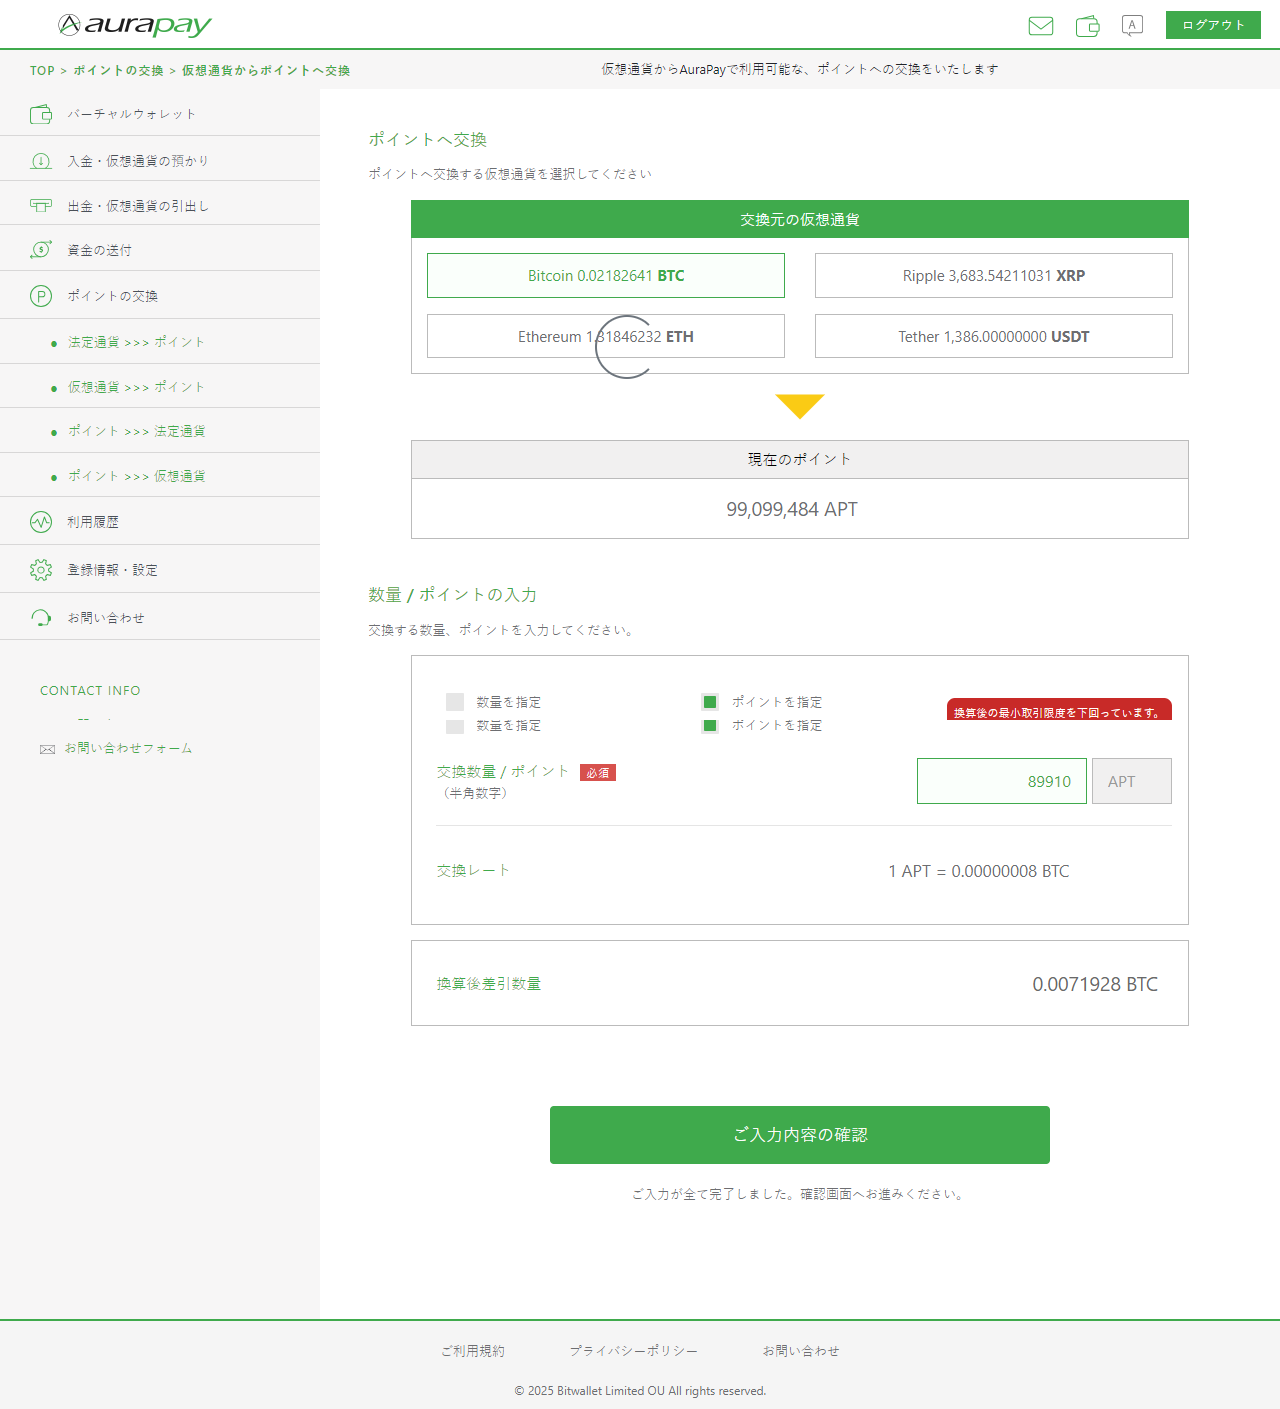 aurapay
A
ログアウト
TOP > ポイントの交換 > 仮想通貨からポイントへ交換
仮想通貨からAuraPayで利用可能な、ポイントへの交換をいたします
バーチャルウォレット
入金・仮想通貨の預かり
出金・仮想通貨の引出し
資金の送付
ポイントの交換
● 法定通貨 >>> ポイント
● 仮想通貨 >>> ポイント
● ポイント >>> 法定通貨
● ポイント >>> 仮想通貨
利用履歴
登録情報・設定
お問い合わせ
CONTACT INFO
お問い合わせフォーム
ポイントへ交換
ポイントへ交換する仮想通貨を選択してください
交換元の仮想通貨
Bitcoin 0.02182641 BTC
Ripple 3,683.54211031 XRP
Ethereum 1.31846232 ETH
Tether 1,386.00000000 USDT
現在のポイント
99,099,484 APT
数量 / ポイントの入力
交換する数量、ポイントを入力してください。
数量を指定
ポイントを指定
換算後の最小取引限度を下回っています。
数量を指定
ポイントを指定
交換数量 / ポイント 必須
（半角数字）
89910
APT
交換レート
1 APT = 0.00000008 BTC
換算後差引数量
0.0071928 BTC
ご入力内容の確認
ご入力が全て完了しました。確認画面へお進みください。
ご利用規約
プライバシーポリシー
お問い合わせ
© 2025 Bitwallet Limited OU All rights reserved.